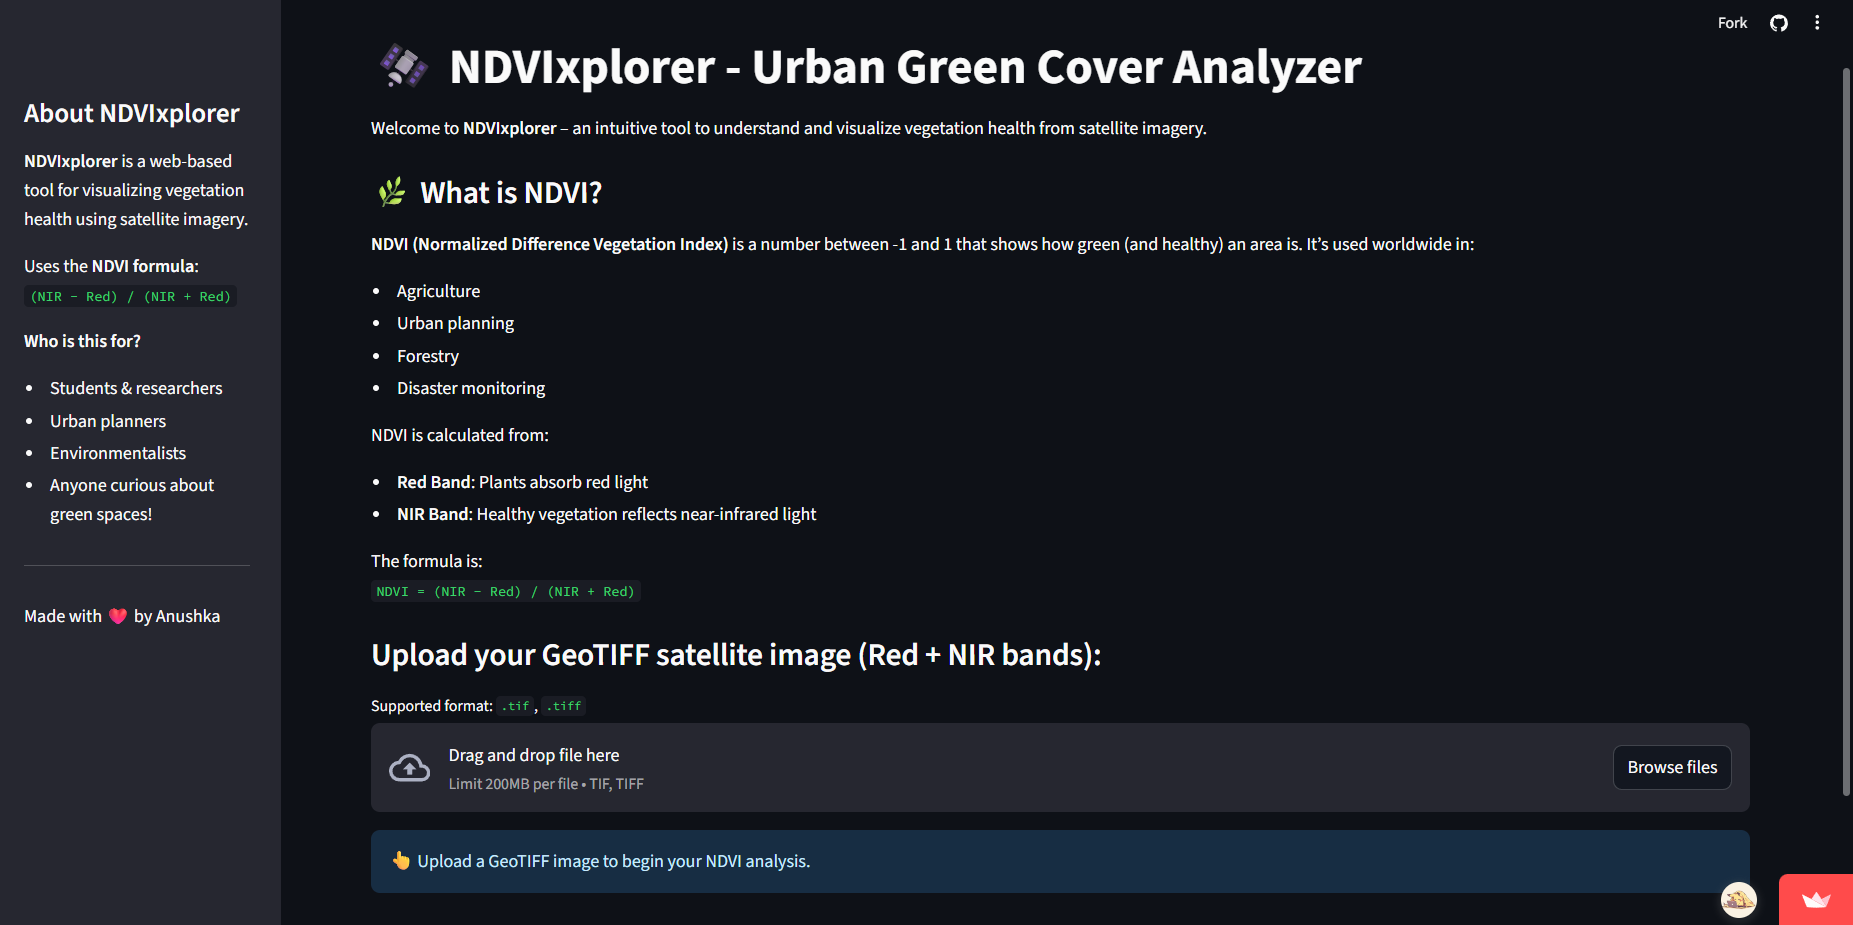 Fork
About NDVIxplorer
NDVIxplorer is a web-based
tool for visualizing vegetation
health using satellite imagery.
Uses the NDVI formula:
(NIR - Red) / (NIR + Red)
Who is this for?
Students & researchers
Urban planners
Environmentalists
Anyone curious about
green spaces!
Made with ❤️ by Anushka
NDVIxplorer - Urban Green Cover Analyzer
Welcome to NDVIxplorer – an intuitive tool to understand and visualize vegetation health from satellite imagery.
What is NDVI?
NDVI (Normalized Difference Vegetation Index) is a number between -1 and 1 that shows how green (and healthy) an area is. It’s used worldwide in:
Agriculture
Urban planning
Forestry
Disaster monitoring
NDVI is calculated from:
Red Band: Plants absorb red light
NIR Band: Healthy vegetation reflects near-infrared light
The formula is:
NDVI = (NIR - Red) / (NIR + Red)
Upload your GeoTIFF satellite image (Red + NIR bands):
Supported format: .tif, .tiff
Drag and drop file here
Limit 200MB per file • TIF, TIFF
Browse files
👆 Upload a GeoTIFF image to begin your NDVI analysis.